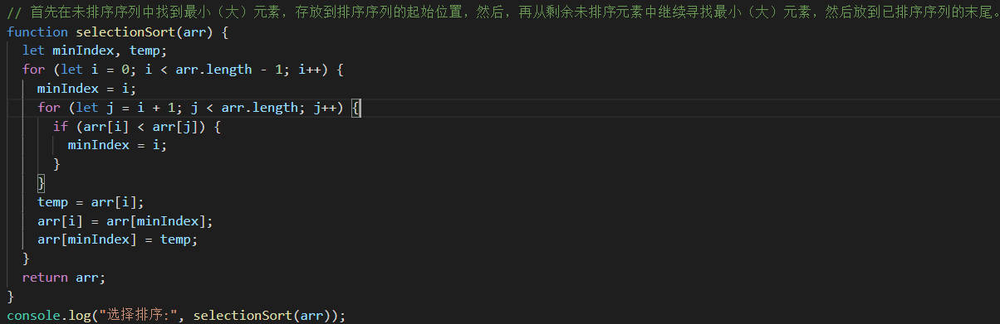 // 首先在未排序序列中找到最小（大）元素，存放到排序序列的起始位置，然后，再从剩余未排序元素中继续寻找最小（大）元素，然后放到已排序序列的末尾。
function selectionSort(arr) {
  let minIndex, temp;
  for (let i = 0; i < arr.length - 1; i++) {
    minIndex = i;
    for (let j = i + 1; j < arr.length; j++) {
      if (arr[i] < arr[j]) {
        minIndex = i;
      }
    }
    temp = arr[i];
    arr[i] = arr[minIndex];
    arr[minIndex] = temp;
  }
  return arr;
}
console.log("选择排序:", selectionSort(arr));